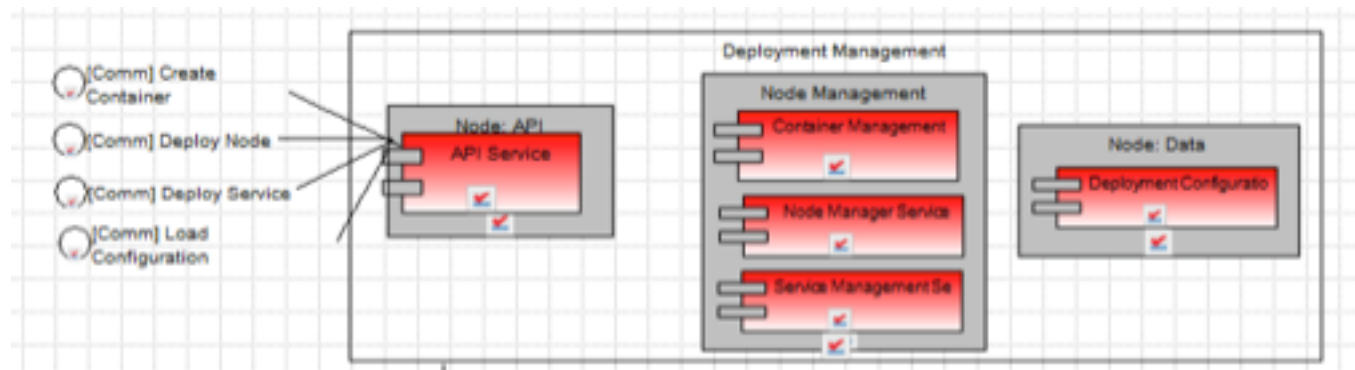 Deployment Management
[Comm] Create
Container
[Comm] Deploy Node
[Comm] Deploy Service
[Comm] Load
Configuration
Node: API
API Service
Node Management
Container Management
Node Manager Service
Service Management Se
Node: Data
Deployment Configuratio